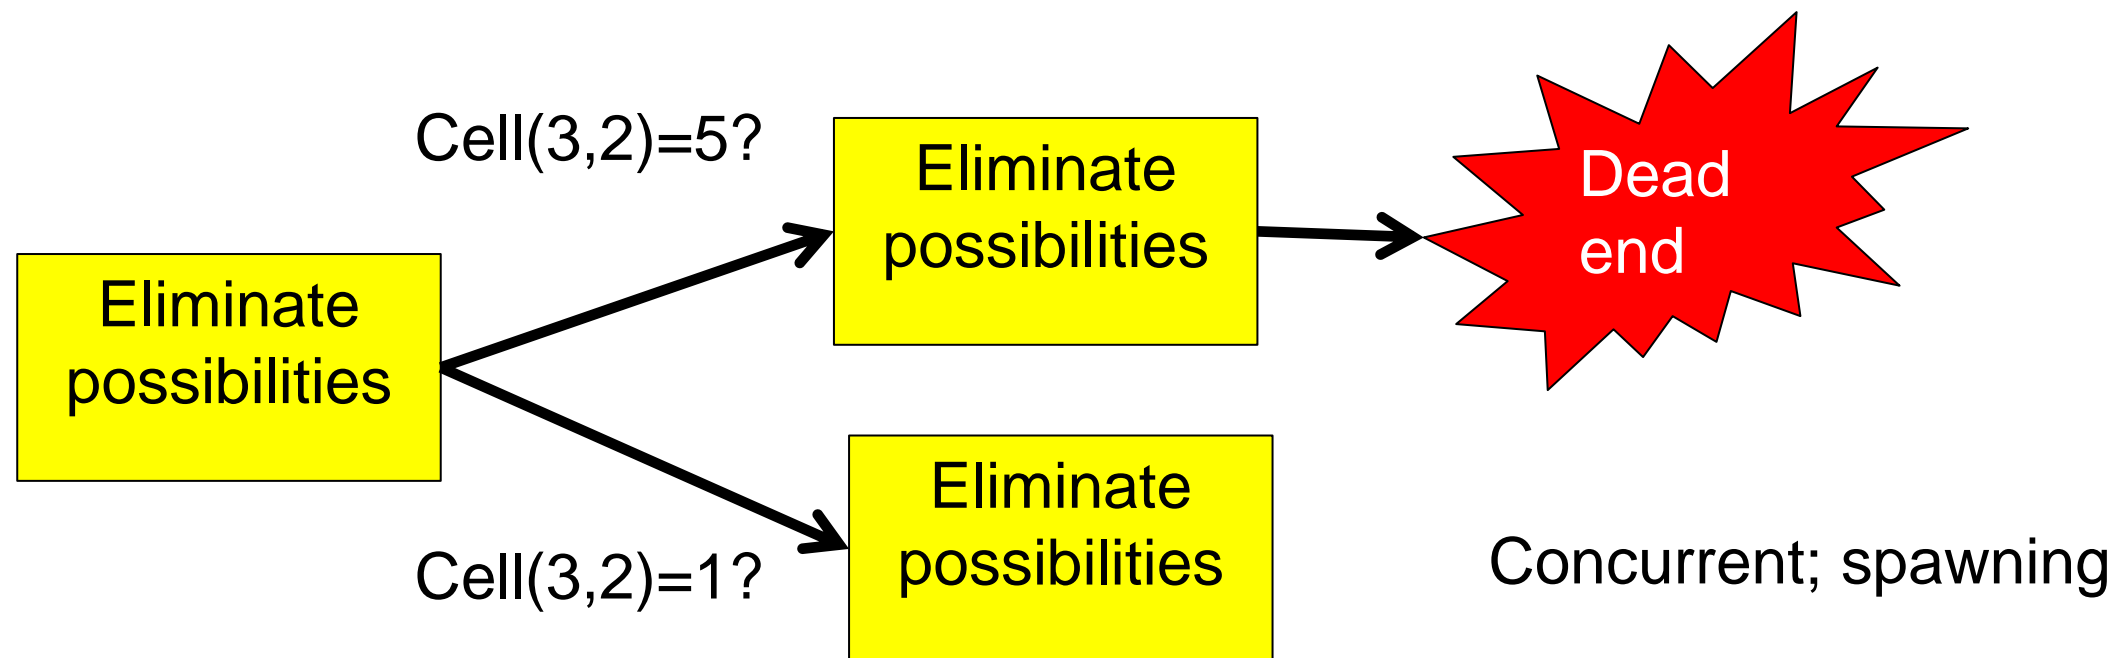 Cell(3,2)=5?
Eliminate
possibilities
Dead
end
Eliminate
possibilities
Cell(3,2)=1?
Eliminate
possibilities
Concurrent; spawning